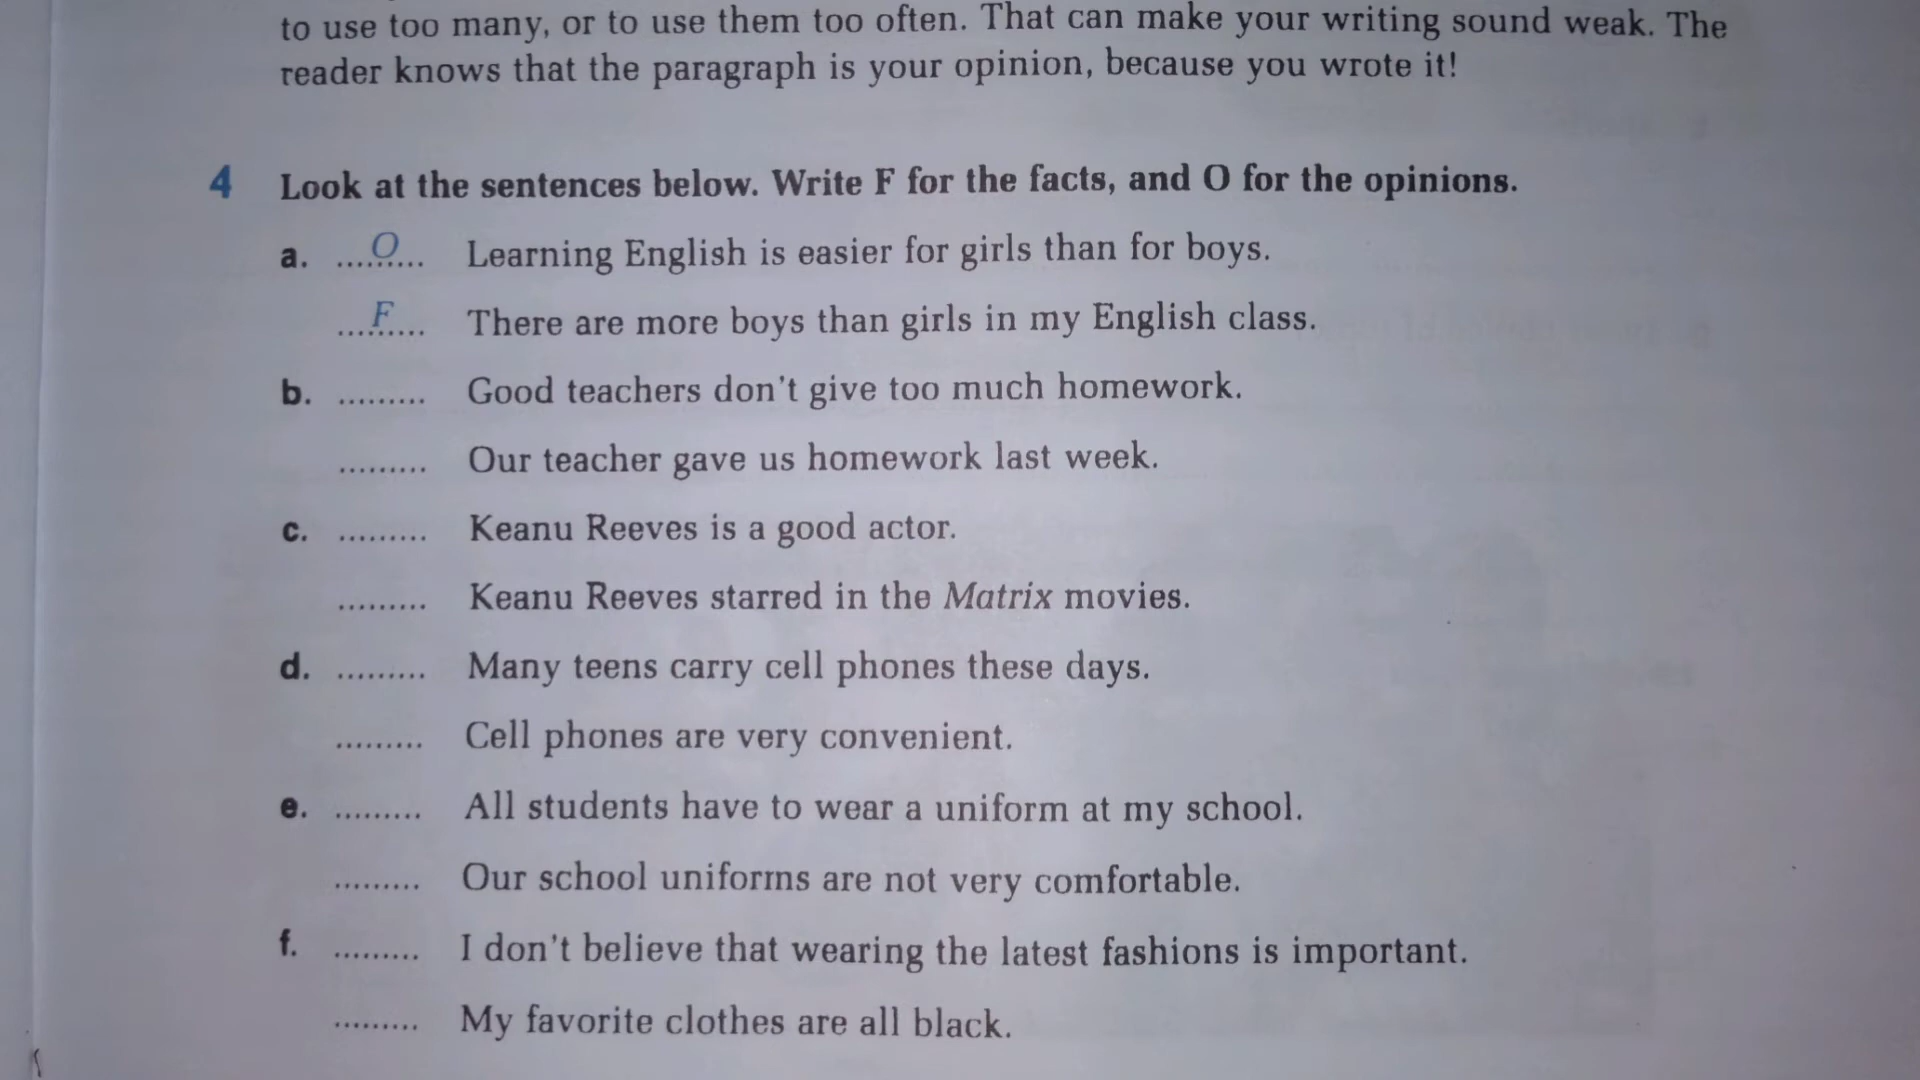 to use too many, or to use them too often. That can make your writing sound weak. The
reader knows that the paragraph is your opinion, because you wrote it!
4 Look at the sentences below. Write F for the facts, and O for the opinions.
a. ....O.... Learning English is easier for girls than for boys.
....F.... There are more boys than girls in my English class.
b. ......... Good teachers don't give too much homework.
......... Our teacher gave us homework last week.
c. ......... Keanu Reeves is a good actor.
......... Keanu Reeves starred in the Matrix movies.
d. ......... Many teens carry cell phones these days.
......... Cell phones are very convenient.
e. ......... All students have to wear a uniform at my school.
......... Our school uniforms are not very comfortable.
f. ......... I don't believe that wearing the latest fashions is important.
......... My favorite clothes are all black.